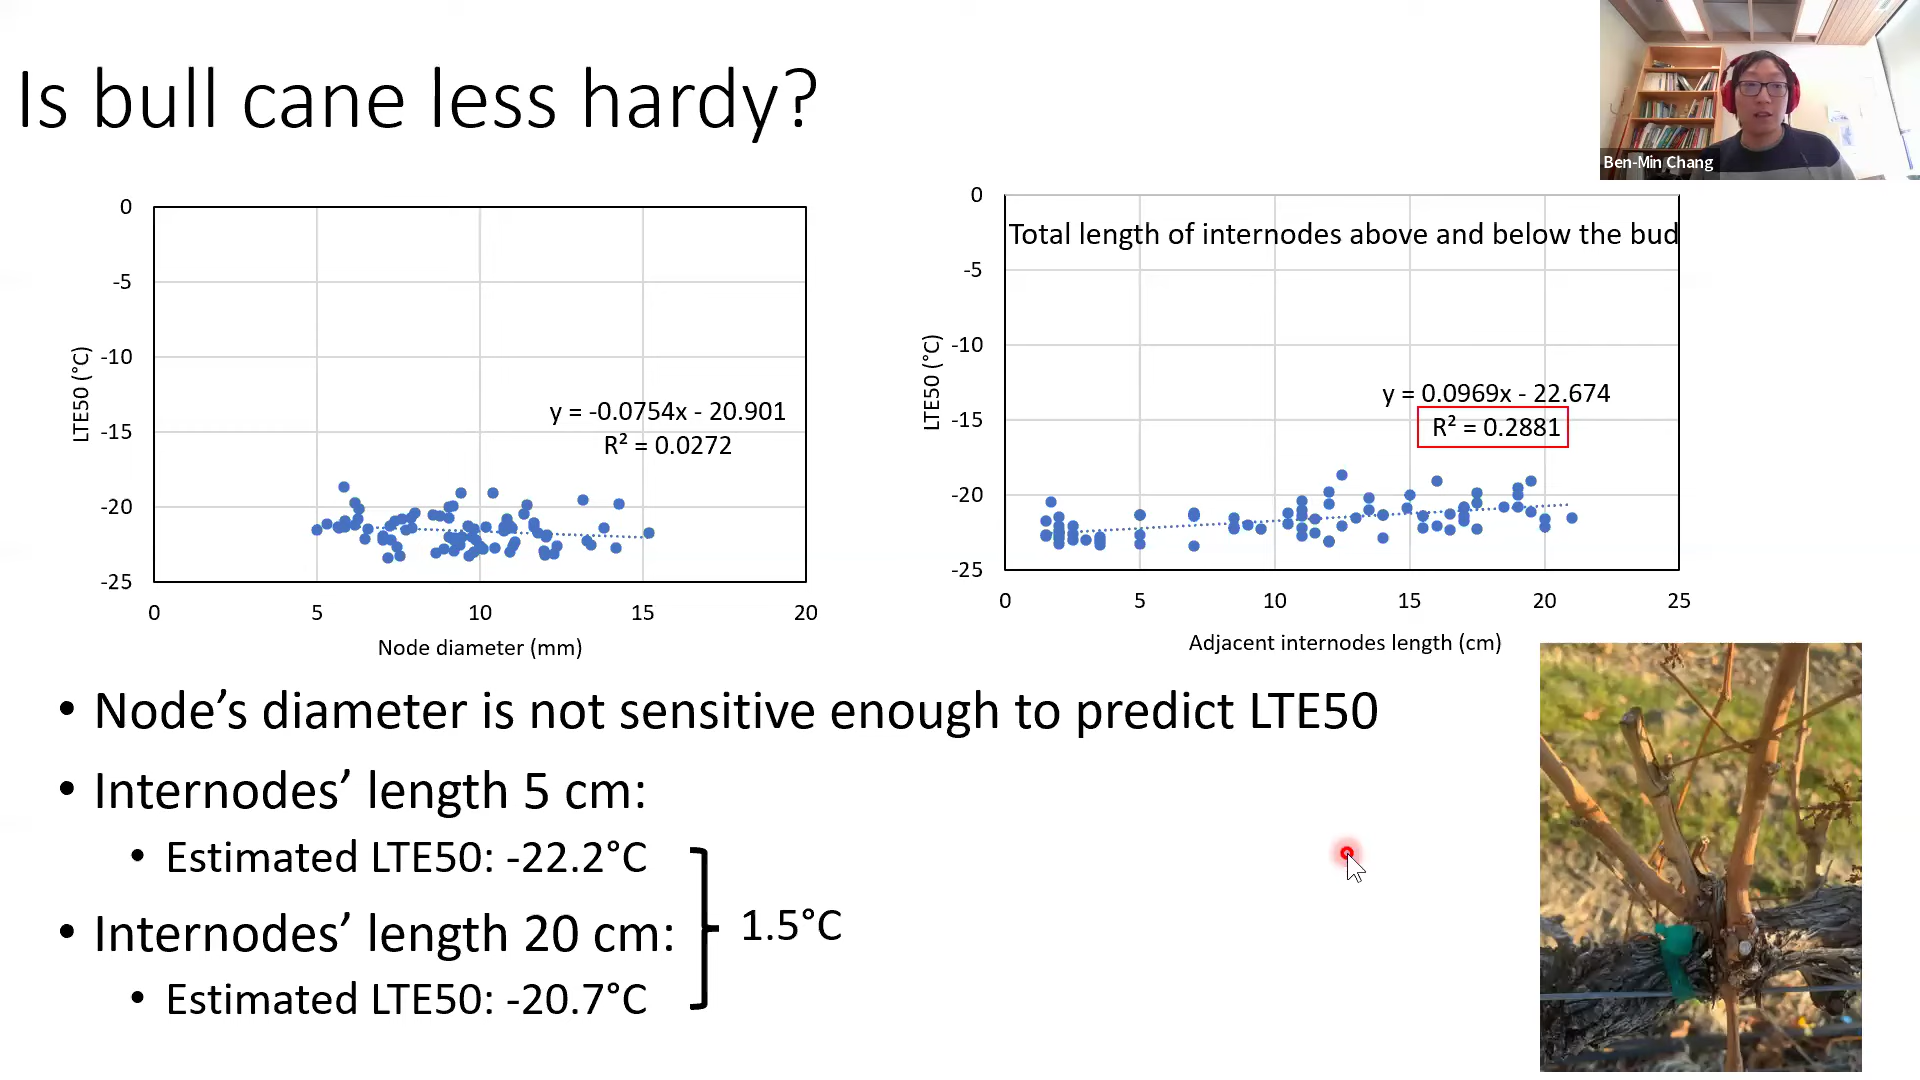 Is bull cane less hardy?
Ben-Min Chang
0
-5
-10
-15
-20
-25
LTE50 (°C)
y = -0.0754x - 20.901
R² = 0.0272
0 5 10 15 20
Node diameter (mm)
0
-5
-10
-15
-20
-25
LTE50 (°C)
Total length of internodes above and below the bud
y = 0.0969x - 22.674
R² = 0.2881
0 5 10 15 20 25
Adjacent internodes length (cm)
• Node’s diameter is not sensitive enough to predict LTE50
• Internodes’ length 5 cm:
• Estimated LTE50: -22.2°C
• Internodes’ length 20 cm:
• Estimated LTE50: -20.7°C
1.5°C